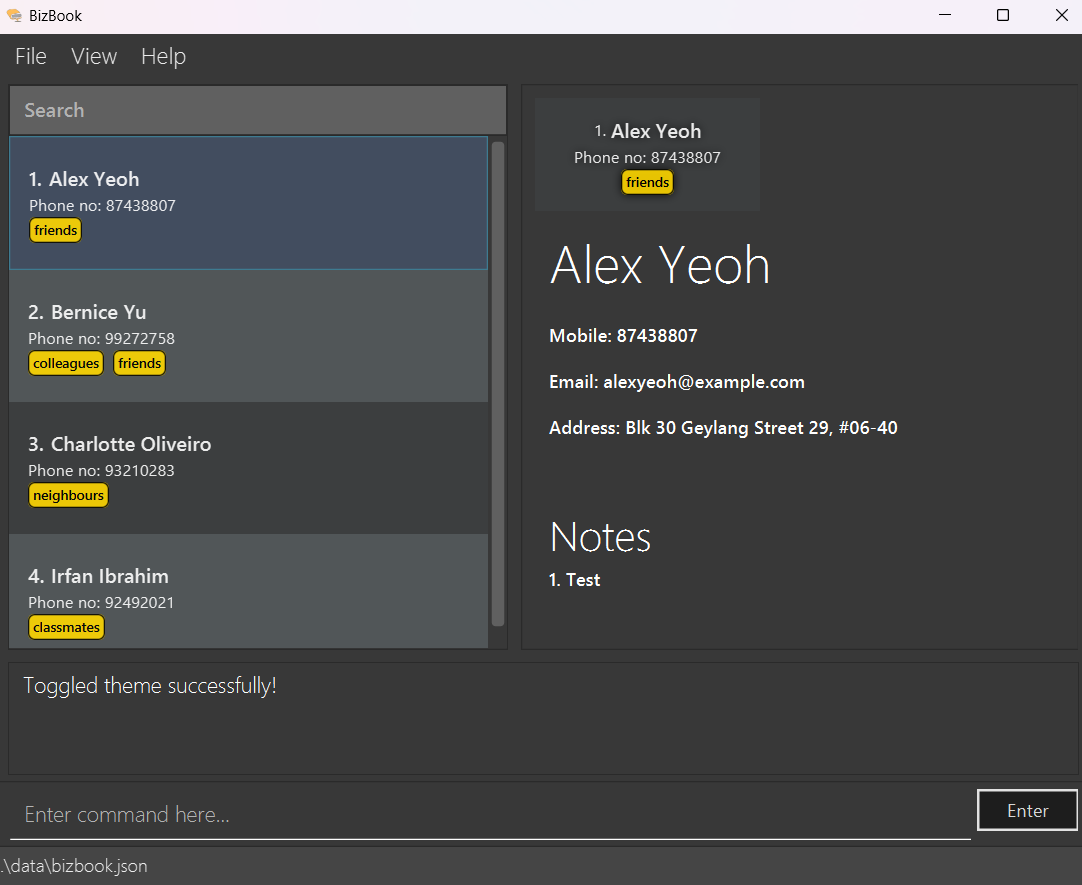 BizBook
File View Help
Search
1. Alex Yeoh
Phone no: 87438807
friends
2. Bernice Yu
Phone no: 99272758
colleagues friends
3. Charlotte Oliveiro
Phone no: 93210283
neighbours
4. Irfan Ibrahim
Phone no: 92492021
classmates
1. Alex Yeoh
Phone no: 87438807
friends
Alex Yeoh
Mobile: 87438807
Email: alexyeoh@example.com
Address: Blk 30 Geylang Street 29, #06-40
Notes
1. Test
Toggled theme successfully!
Enter command here...
Enter
.\data\bizbook.json